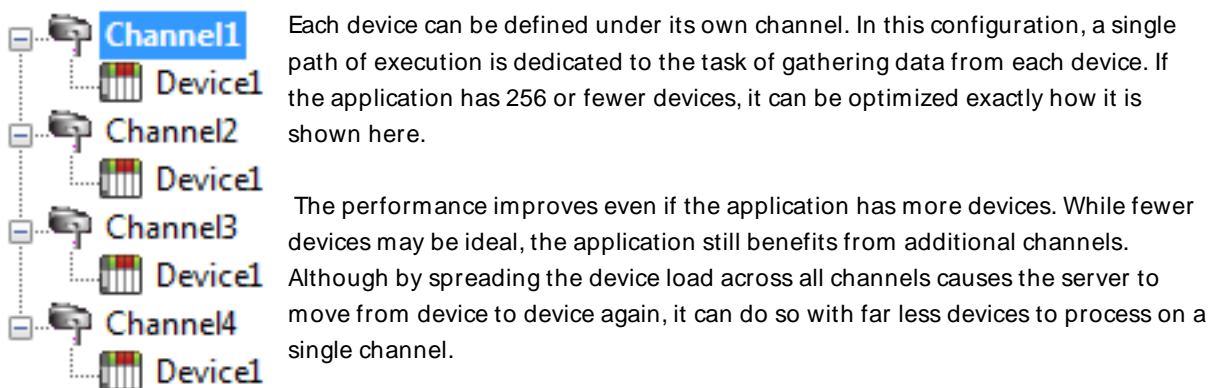 Channel1
Device1
Channel2
Device1
Channel3
Device1
Channel4
Device1
Each device can be defined under its own channel. In this configuration, a single
path of execution is dedicated to the task of gathering data from each device. If
the application has 256 or fewer devices, it can be optimized exactly how it is
shown here.
The performance improves even if the application has more devices. While fewer
devices may be ideal, the application still benefits from additional channels.
Although by spreading the device load across all channels causes the server to
move from device to device again, it can do so with far less devices to process on a
single channel.